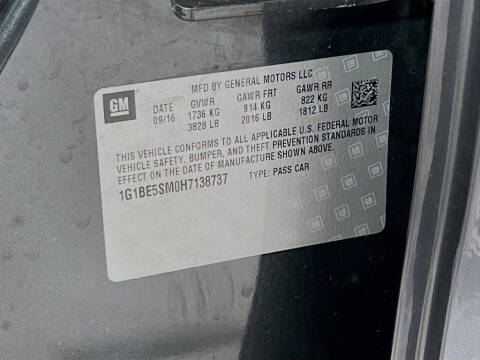 MFD BY GENERAL MOTORS LLC
GM DATE GVWR GAWR FRT GAWR RR
09/16 1736 KG 914 KG 822 KG
3828 LB 2016 LB 1812 LB
THIS VEHICLE CONFORMS TO ALL APPLICABLE U.S. FEDERAL MOTOR
VEHICLE SAFETY, BUMPER, AND THEFT PREVENTION STANDARDS IN
EFFECT ON THE DATE OF MANUFACTURE SHOWN ABOVE.
1G1BE5SM0H7138737 TYPE: PASS CAR